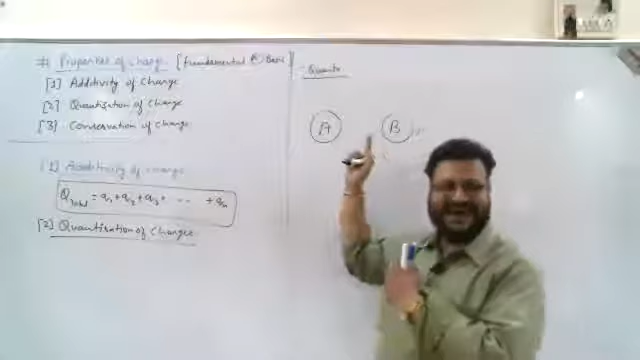 # Properties of Charge [Fundamental & Basic]
[1] Additivity of Charge
[2] Quantization of Charge
[3] Conservation of Charge
[1] Additivity of Charge
Q total = q1 + q2 + q3 + .... + qn
[2] Quantization of Charges
- Quanta
A B